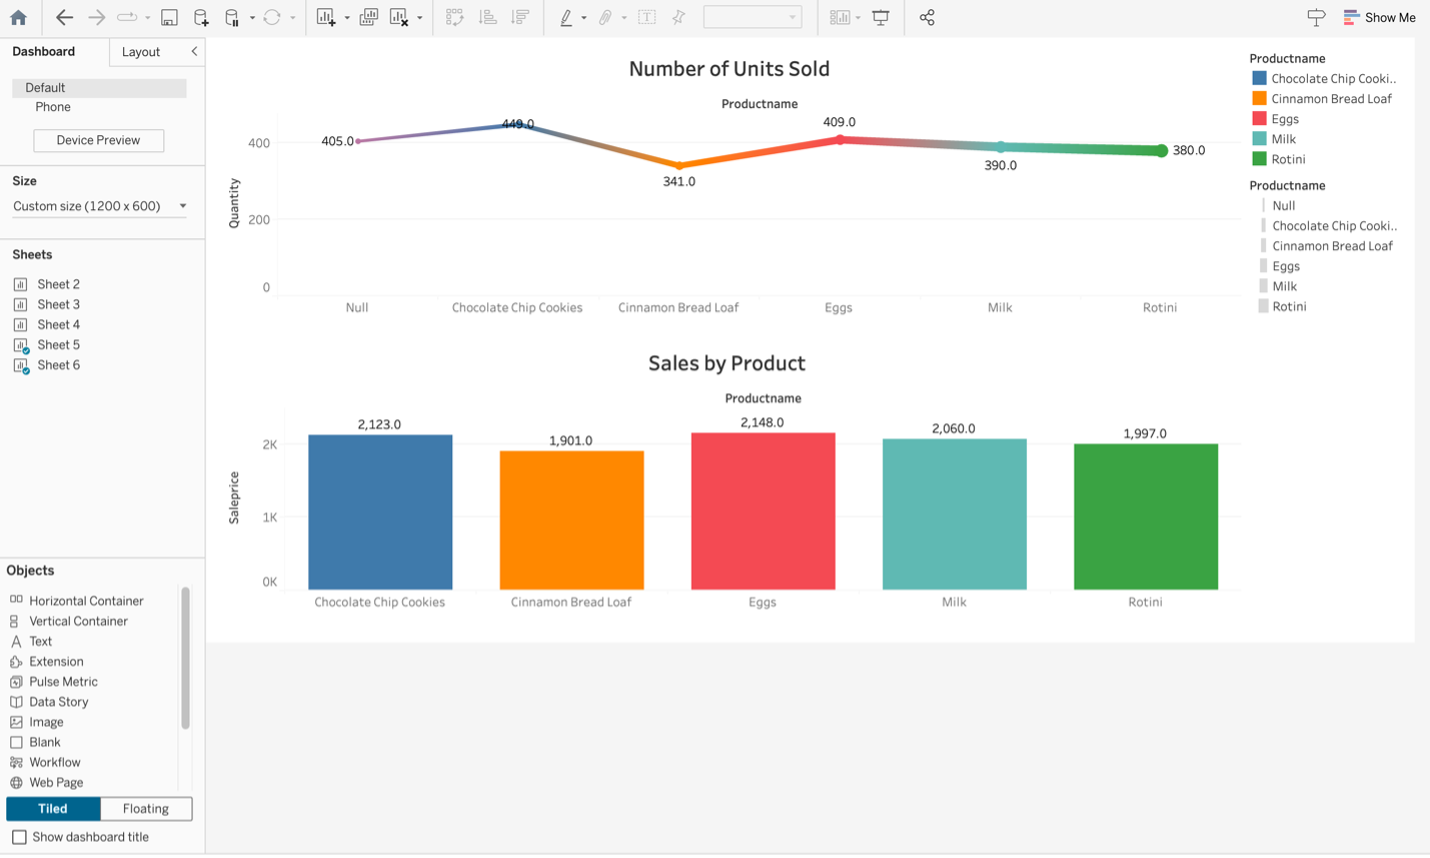 Show Me
Dashboard
Layout
Default
Phone
Device Preview
Size
Custom size (1200 x 600)
Sheets
Sheet 2
Sheet 3
Sheet 4
Sheet 5
Sheet 6
Objects
Horizontal Container
Vertical Container
Text
Extension
Pulse Metric
Data Story
Image
Blank
Workflow
Web Page
Tiled
Floating
Show dashboard title
Number of Units Sold
Productname
Quantity
400
200
0
405.0
449.0
341.0
409.0
390.0
380.0
Null
Chocolate Chip Cookies
Cinnamon Bread Loaf
Eggs
Milk
Rotini
Sales by Product
Productname
Saleprice
2K
1K
0K
2,123.0
1,901.0
2,148.0
2,060.0
1,997.0
Chocolate Chip Cookies
Cinnamon Bread Loaf
Eggs
Milk
Rotini
Productname
Chocolate Chip Cooki..
Cinnamon Bread Loaf
Eggs
Milk
Rotini
Productname
Null
Chocolate Chip Cooki..
Cinnamon Bread Loaf
Eggs
Milk
Rotini